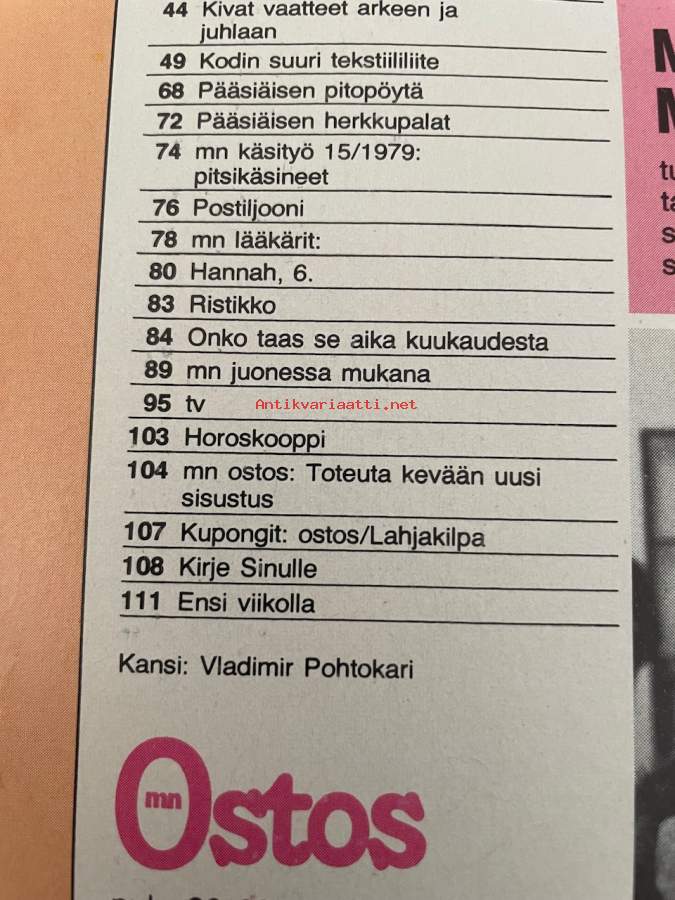 44 Kivat vaatteet arkeen ja
juhlaan
49 Kodin suuri tekstiililiite
68 Pääsiäisen pitopöytä
72 Pääsiäisen herkkupalat
74 mn käsityö 15/1979:
pitsikäsineet
76 Postiljooni
78 mn lääkärit:
80 Hannah, 6.
83 Ristikko
84 Onko taas se aika kuukaudesta
89 mn juonessa mukana
95 tv
Antikvariaatti.net
103 Horoskooppi
104 mn ostos: Toteuta kevään uusi
sisustus
107 Kupongit: ostos/Lahjakilpa
108 Kirje Sinulle
111 Ensi viikolla
Kansi: Vladimir Pohtokari
mn
Ostos